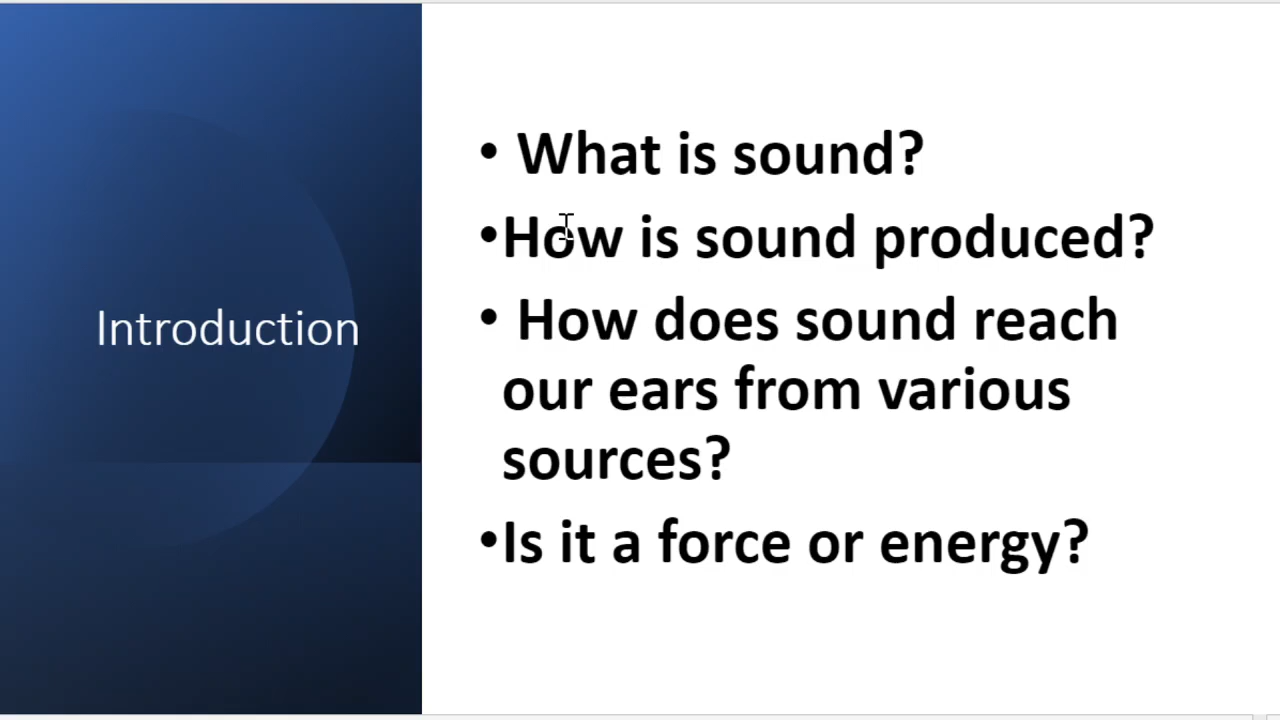 Introduction
• What is sound?
•How is sound produced?
• How does sound reach
our ears from various
sources?
•Is it a force or energy?